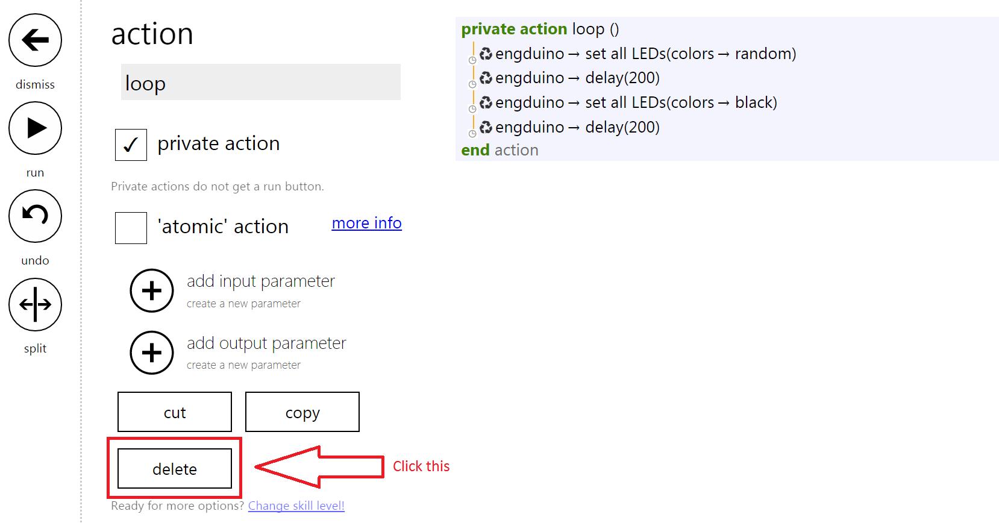 dismiss
run
undo
split
action
loop
✓ private action
Private actions do not get a run button.
'atomic' action more info
add input parameter
create a new parameter
add output parameter
create a new parameter
cut copy
delete
Click this
Ready for more options? Change skill level!
private action loop ()
engduino → set all LEDs(colors → random)
engduino → delay(200)
engduino → set all LEDs(colors → black)
engduino → delay(200)
end action